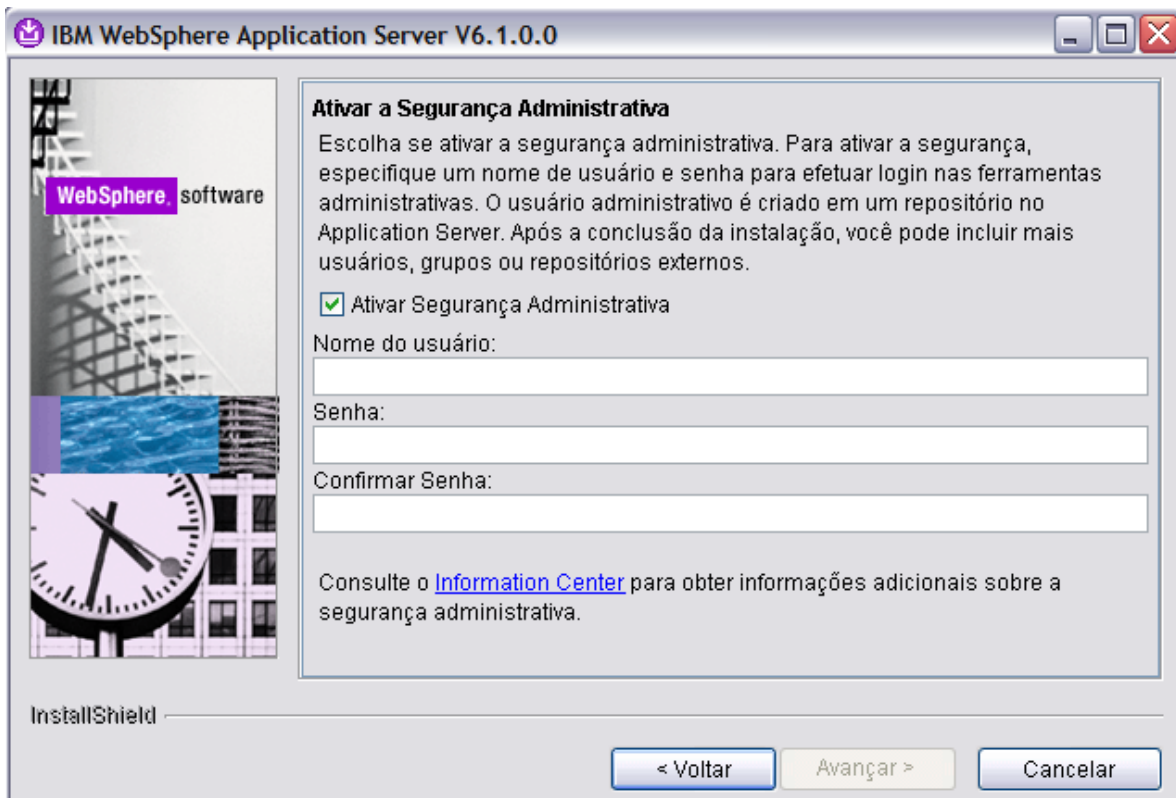 IBM WebSphere Application Server V6.1.0.0
WebSphere software
Ativar a Segurança Administrativa
Escolha se ativar a segurança administrativa. Para ativar a segurança,
especifique um nome de usuário e senha para efetuar login nas ferramentas
administrativas. O usuário administrativo é criado em um repositório no
Application Server. Após a conclusão da instalação, você pode incluir mais
usuários, grupos ou repositórios externos.
Ativar Segurança Administrativa
Nome do usuário:
Senha:
Confirmar Senha:
Consulte o Information Center para obter informações adicionais sobre a
segurança administrativa.
InstallShield
< Voltar
Avançar >
Cancelar